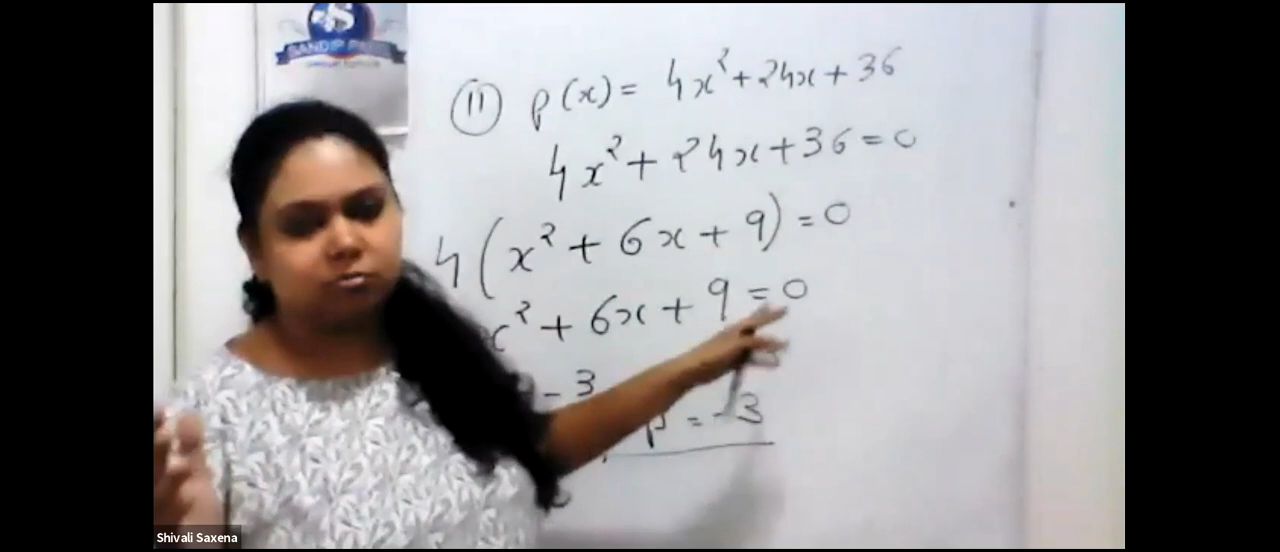 SANDIP
(11) p(x) = 4x² + 24x + 36
4x² + 24x + 36 = 0
4(x² + 6x + 9) = 0
x² + 6x + 9 = 0
- 3
= -3
Shivali Saxena